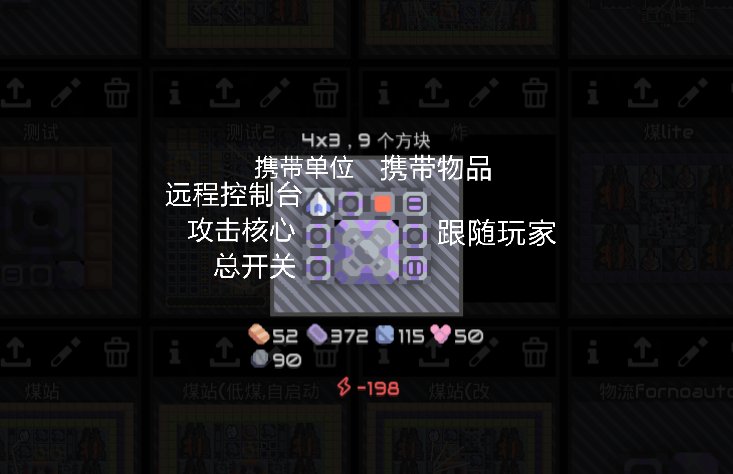 测试
测试2
炸
煤lite
4x3 , 9 个方块
携带单位 携带物品
远程控制台
攻击核心 跟随玩家
总开关
52 372 115 50
90
-198
煤站
煤站(低煤,自启动
煤站(改
物流fornoauto